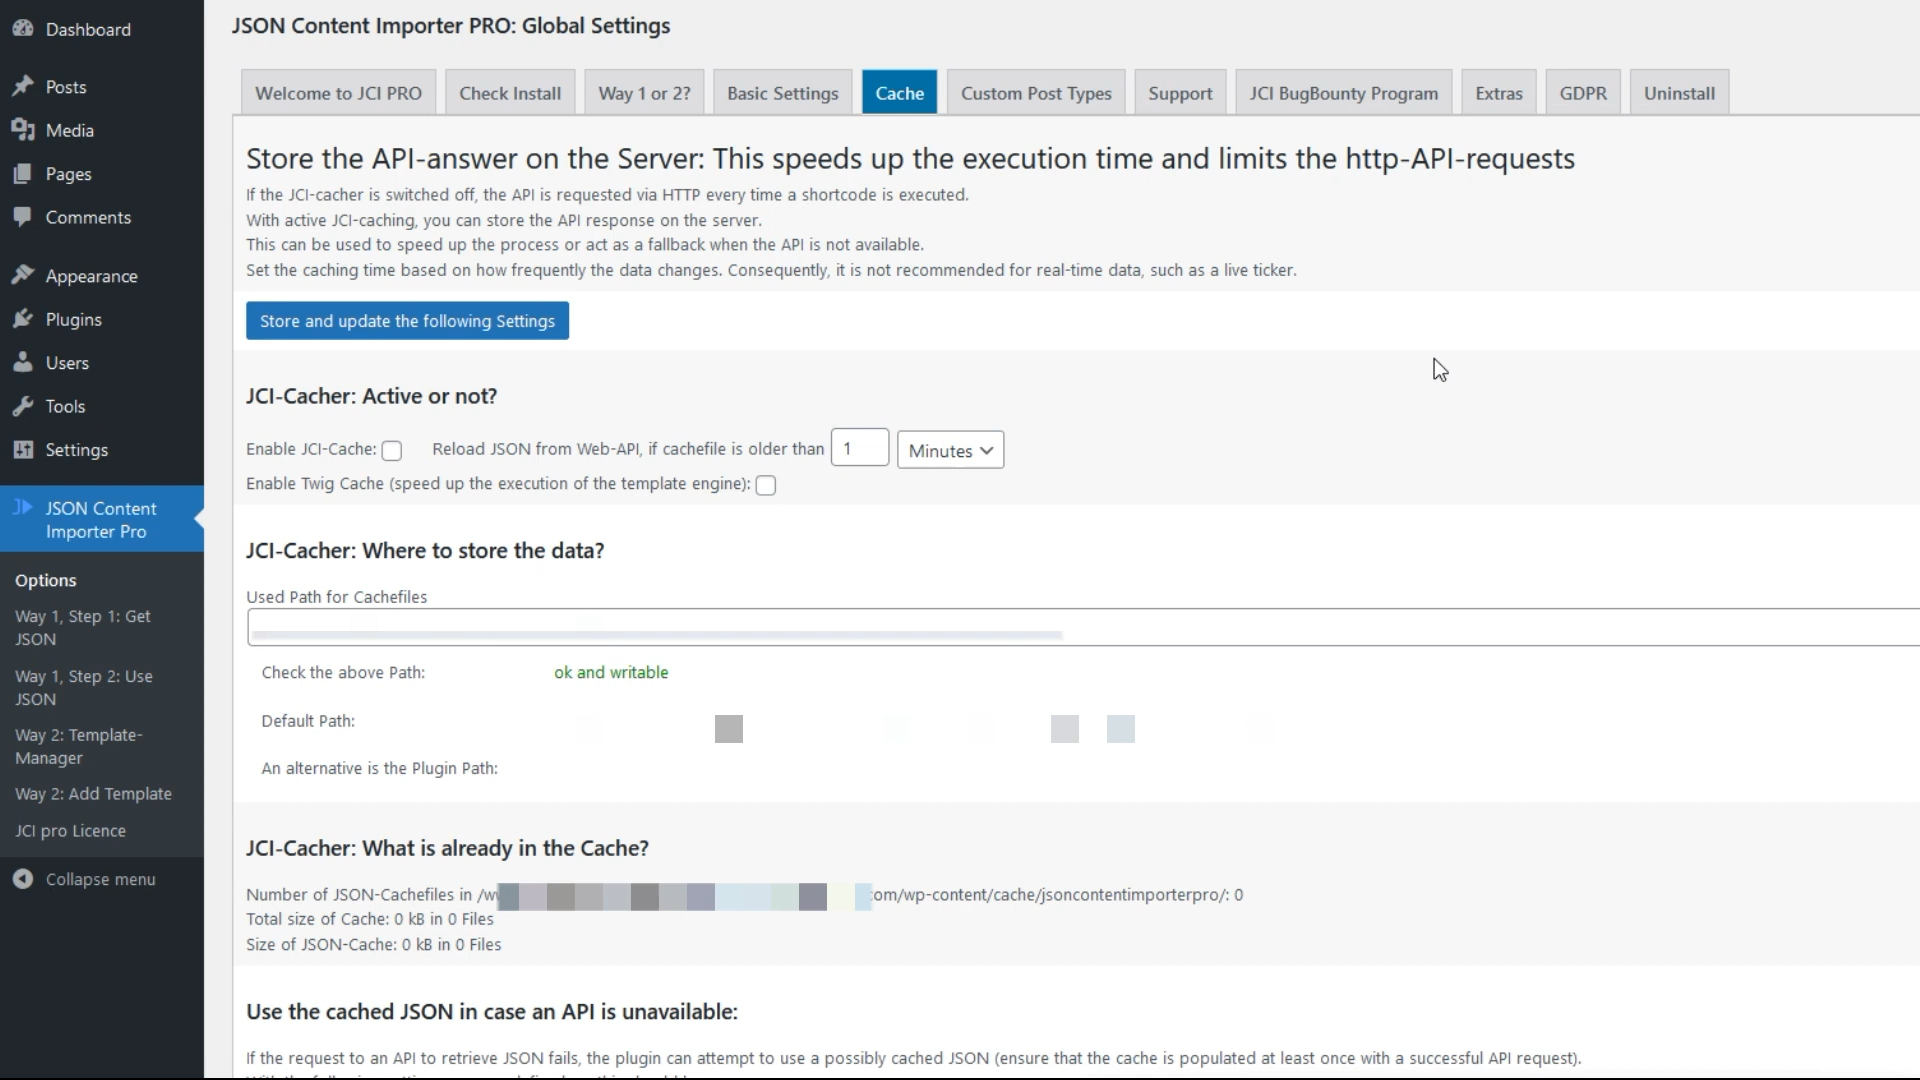 Dashboard
Posts
Media
Pages
Comments
Appearance
Plugins
Users
Tools
Settings
JSON Content
Importer Pro
Options
Way 1, Step 1: Get
JSON
Way 1, Step 2: Use
JSON
Way 2: Template-
Manager
Way 2: Add Template
JCI pro Licence
Collapse menu
JSON Content Importer PRO: Global Settings
Welcome to JCI PRO
Check Install
Way 1 or 2?
Basic Settings
Cache
Custom Post Types
Support
JCI BugBounty Program
Extras
GDPR
Uninstall
Store the API-answer on the Server: This speeds up the execution time and limits the http-API-requests
If the JCI-cacher is switched off, the API is requested via HTTP every time a shortcode is executed.
With active JCI-caching, you can store the API response on the server.
This can be used to speed up the process or act as a fallback when the API is not available.
Set the caching time based on how frequently the data changes. Consequently, it is not recommended for real-time data, such as a live ticker.
Store and update the following Settings
JCI-Cacher: Active or not?
Enable JCI-Cache: Reload JSON from Web-API, if cachefile is older than 1 Minutes
Enable Twig Cache (speed up the execution of the template engine):
JCI-Cacher: Where to store the data?
Used Path for Cachefiles
Check the above Path: ok and writable
Default Path:
An alternative is the Plugin Path:
JCI-Cacher: What is already in the Cache?
Number of JSON-Cachefiles in /w om/wp-content/cache/jsoncontentimporterpro/: 0
Total size of Cache: 0 kB in 0 Files
Size of JSON-Cache: 0 kB in 0 Files
Use the cached JSON in case an API is unavailable:
If the request to an API to retrieve JSON fails, the plugin can attempt to use a possibly cached JSON (ensure that the cache is populated at least once with a successful API request).